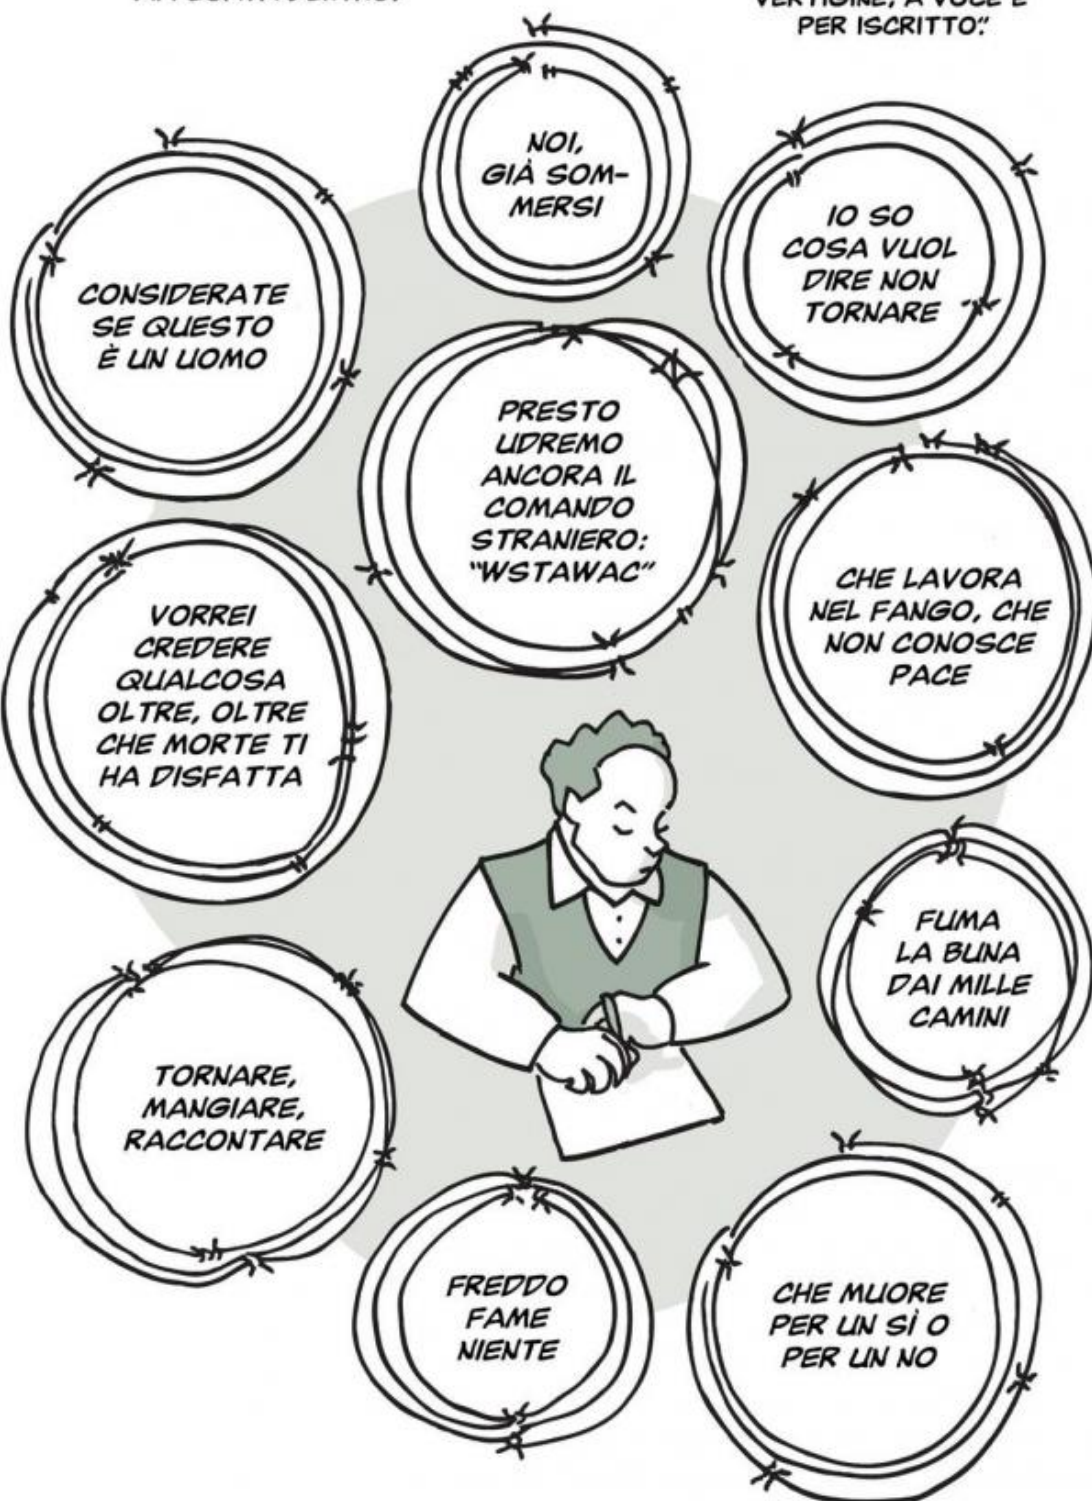 VERTIGINE, A VOCE E
PER ISCRITTO."
NOI,
GIÀ SOM-
MERSI
IO SO
COSA VUOL
DIRE NON
TORNARE
CONSIDERATE
SE QUESTO
È UN UOMO
PRESTO
UDREMO
ANCORA IL
COMANDO
STRANIERO:
"WSTAWAC"
CHE LAVORA
NEL FANGO, CHE
NON CONOSCE
PACE
VORREI
CREDERE
QUALCOSA
OLTRE, OLTRE
CHE MORTE TI
HA DISFATTA
FUMA
LA BUNA
DAI MILLE
CAMINI
TORNARE,
MANGIARE,
RACCONTARE
FREDDO
FAME
NIENTE
CHE MUORE
PER UN SÌ O
PER UN NO